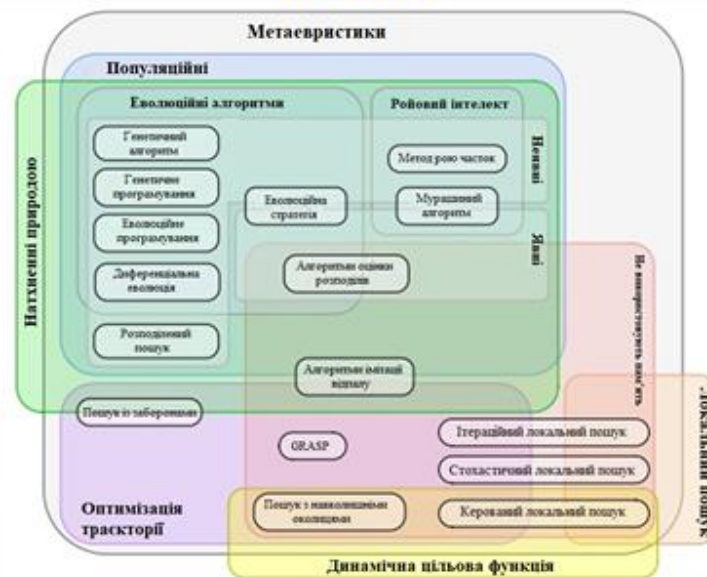 Метаевристики
Популяційні
Еволюційні алгоритми
Ройовий інтелект
Генетичний
алгоритм
Генетичне
програмування
Еволюційне
програмування
Диференціальна
еволюція
Розподілений
пошук
Еволюційна
стратегія
Метод рою часток
Мурашиний
алгоритм
Неявні
Явні
Алгоритми оцінки
розподілів
Алгоритми імітації
відпалу
Натхненні природою
Не використовують пам'ять
Локальний пошук
Пошук із заборонами
GRASP
Ітераційний локальний пошук
Стохастичний локальний пошук
Пошук з навколишніми
околицями
Керований локальний пошук
Оптимізація
траєкторії
Динамічна цільова функція